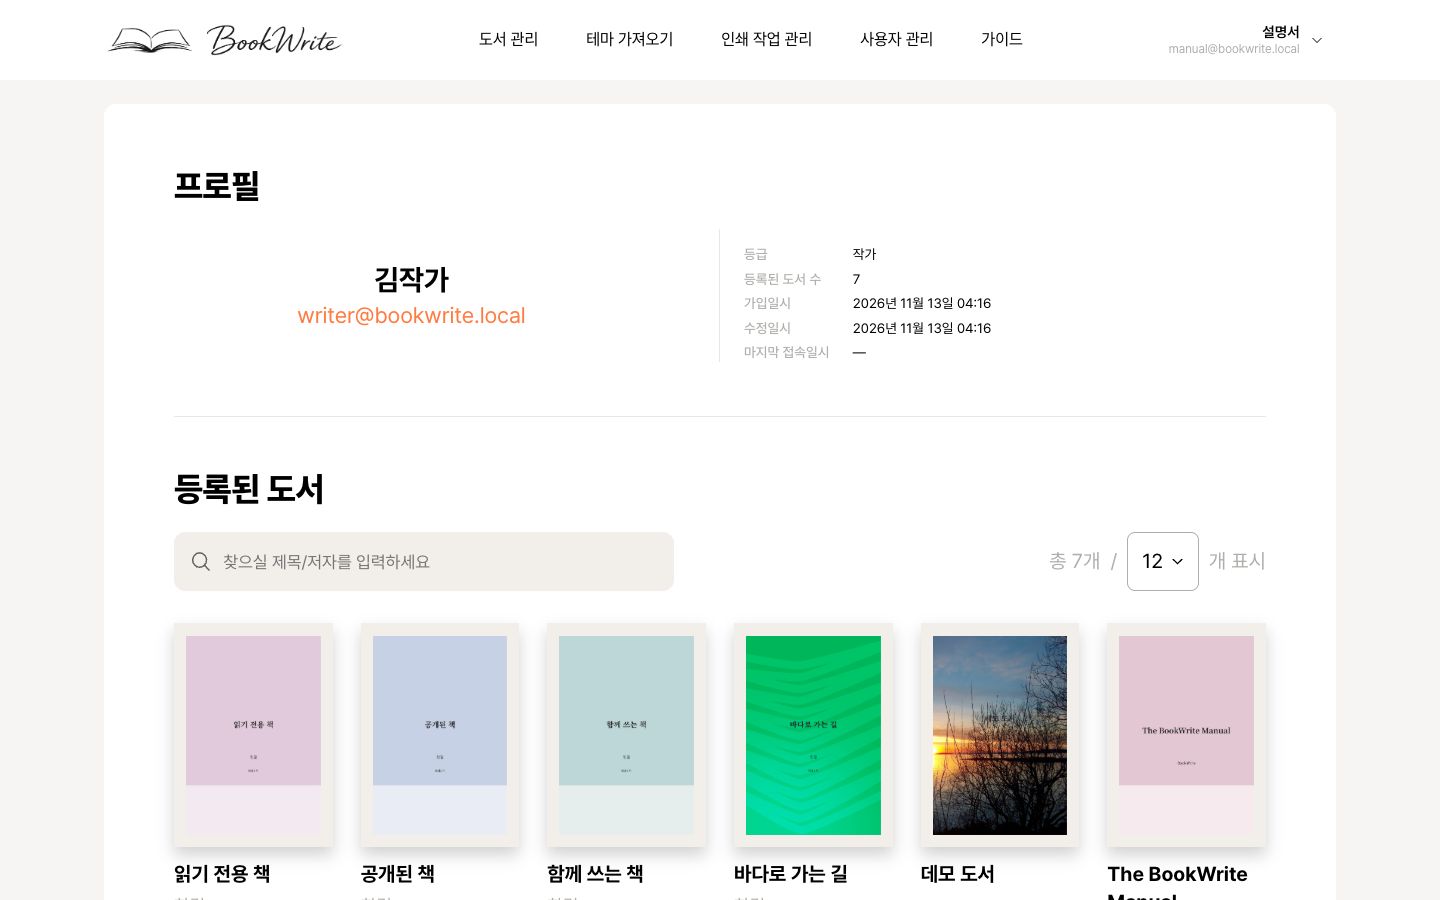 BookWrite
도서 관리
테마 가져오기
인쇄 작업 관리
사용자 관리
가이드
설명서
manual@bookwrite.local
프로필
김작가
writer@bookwrite.local
등급 작가
등록된 도서 수 7
가입일시 2026년 11월 13일 04:16
수정일시 2026년 11월 13일 04:16
마지막 접속일시 —
등록된 도서
찾으실 제목/저자를 입력하세요
총 7개 / 12 개 표시
읽기 전용 책
공개된 책
함께 쓰는 책
바다로 가는 길
The BookWrite Manual
BookWrite
읽기 전용 책
공개된 책
함께 쓰는 책
바다로 가는 길
데모 도서
The BookWrite
Manual